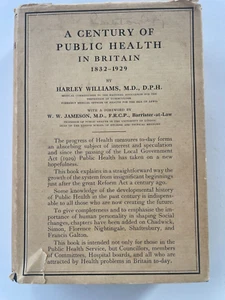 A CENTURY OF
PUBLIC HEALTH
IN BRITAIN
1832-1929
BY
HARLEY WILLIAMS, M.D., D.P.H.
WITH A FOREWORD BY
W. W. JAMESON, M.D., F.R.C.P., Barrister-at-Law
The progress of Health measures to-day forms
an absorbing subject of interest and speculation
and since the passing of the Local Government
Act (1929) Public Health has taken on a new
hopefulness.
This book explains in a straightforward way the
growth of the system from insignificant beginnings
just after the great Reform Act a century ago.
Some knowledge of the historical development
of Public Health in the past century is indispens-
able to all those who are now creating the future.
To give completeness and to emphasize the im-
portance of human personality in shaping Social
changes, chapters have been added on Chadwick,
Simon, Florence Nightingale, Shaftesbury, and
Francis Galton.
This book is intended not only for those in the
Public Health Service, but Councillors, members
of Committees, Hospital boards, and all who are
attracted by Health problems in Britain to-day.